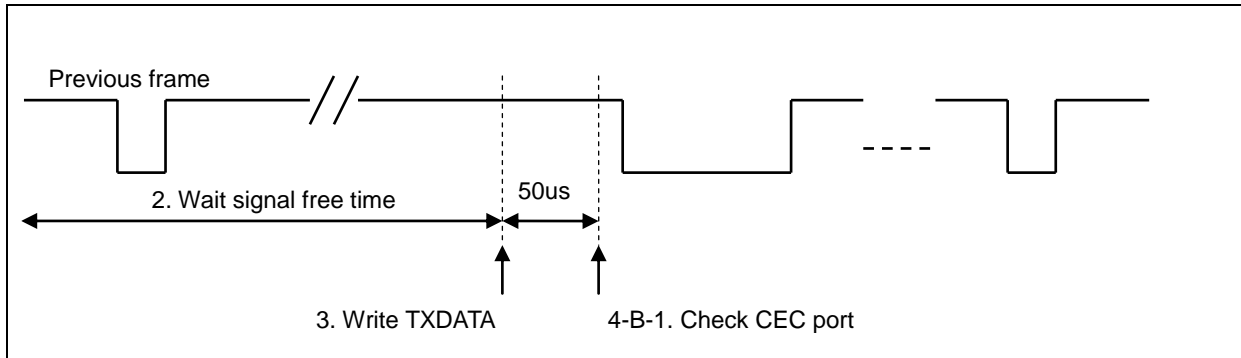 Previous frame
50us
2. Wait signal free time
3. Write TXDATA
4-B-1. Check CEC port